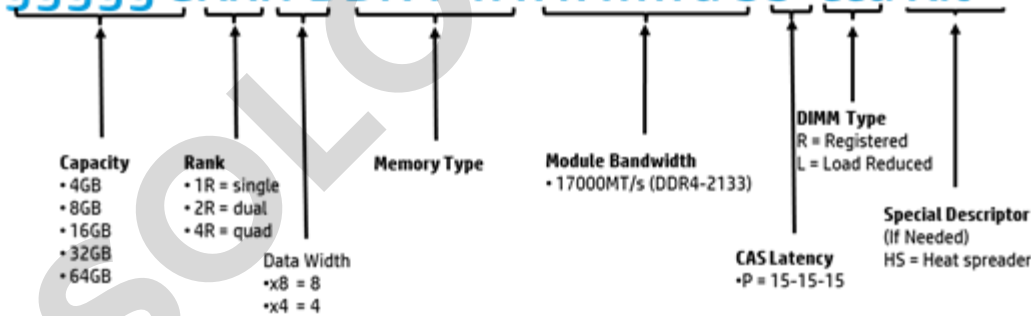 Capacity
• 4GB
• 8GB
• 16GB
• 32GB
• 64GB
Rank
• 1R = single
• 2R = dual
• 4R = quad
Data Width
•x8 = 8
•x4 = 4
Memory Type
Module Bandwidth
• 17000MT/s (DDR4-2133)
CAS Latency
•P = 15-15-15
DIMM Type
R = Registered
L = Load Reduced
Special Descriptor
(If Needed)
HS = Heat spreader